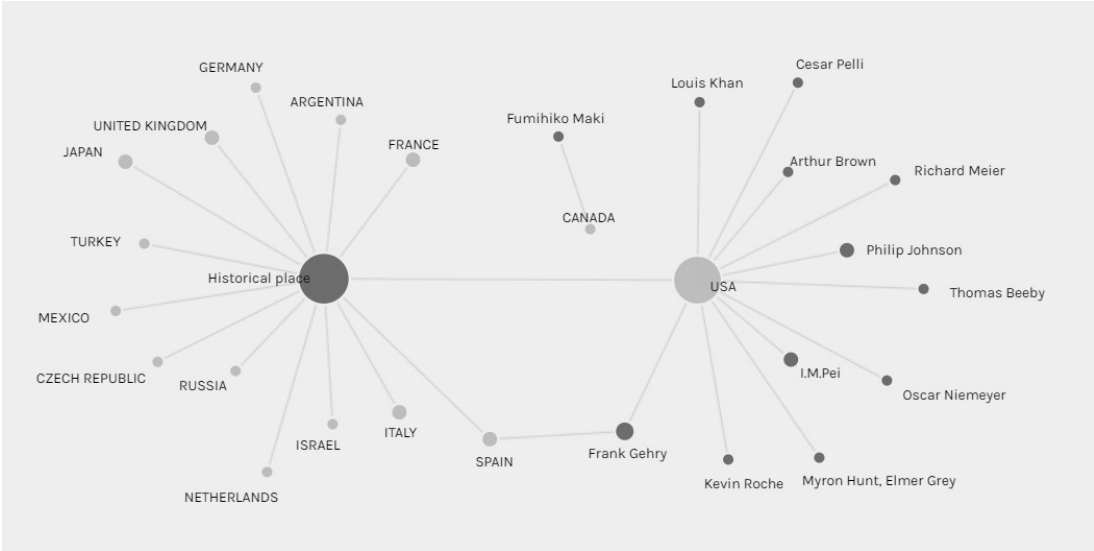 Cesar Pelli
GERMANY
Louis Khan
ARGENTINA
Fumihiko Maki
UNITED KINGDOM
FRANCE
JAPAN
Arthur Brown
Richard Meier
CANADA
TURKEY
Philip Johnson
Historical place
USA
Thomas Beeby
MEXICO
I.M.Pei
CZECH REPUBLIC
RUSSIA
Oscar Niemeyer
ITALY
ISRAEL
Frank Gehry
SPAIN
Myron Hunt, Elmer Grey
Kevin Roche
NETHERLANDS